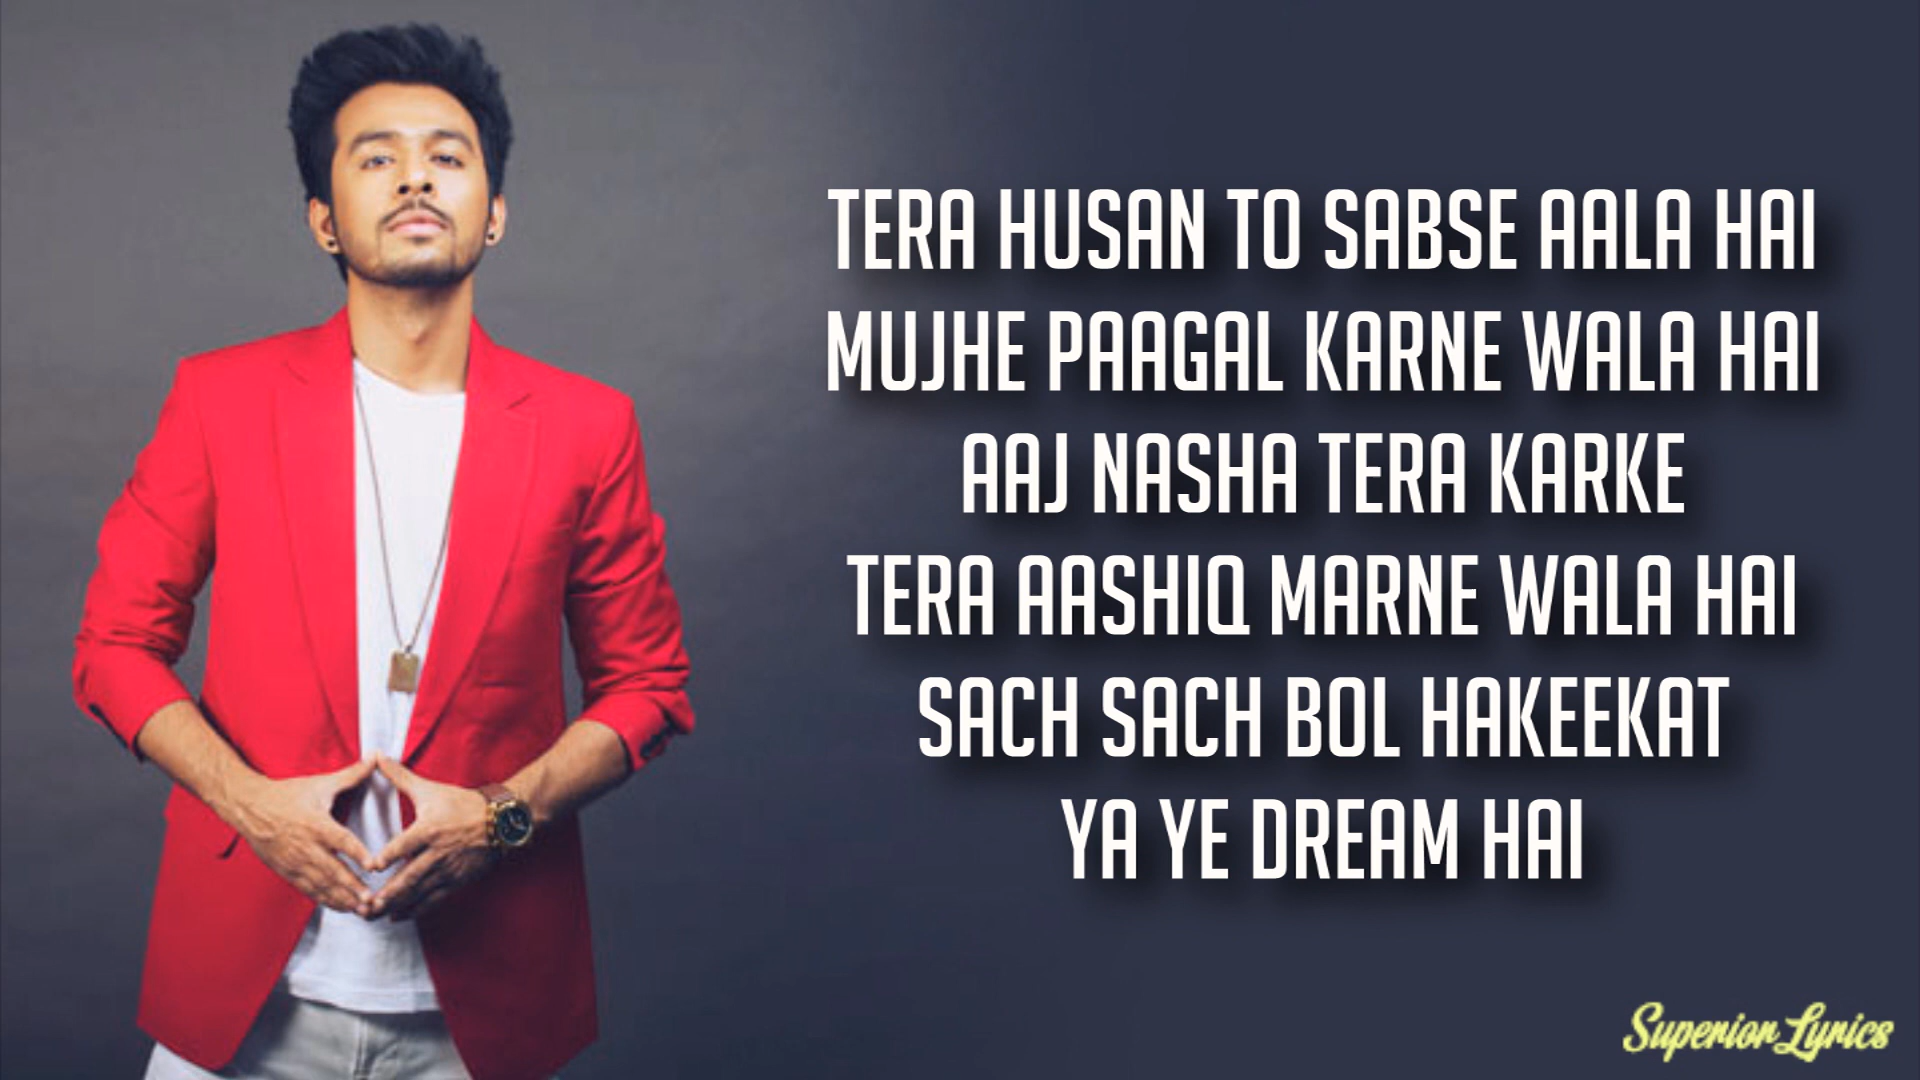 TERA HUSAN TO SABSE AALA HAI
MUJHE PAAGAL KARNE WALA HAI
AAJ NASHA TERA KARKE
TERA AASHIQ MARNE WALA HAI
SACH SACH BOL HAKEEKAT
YA YE DREAM HAI
Superior Lyrics